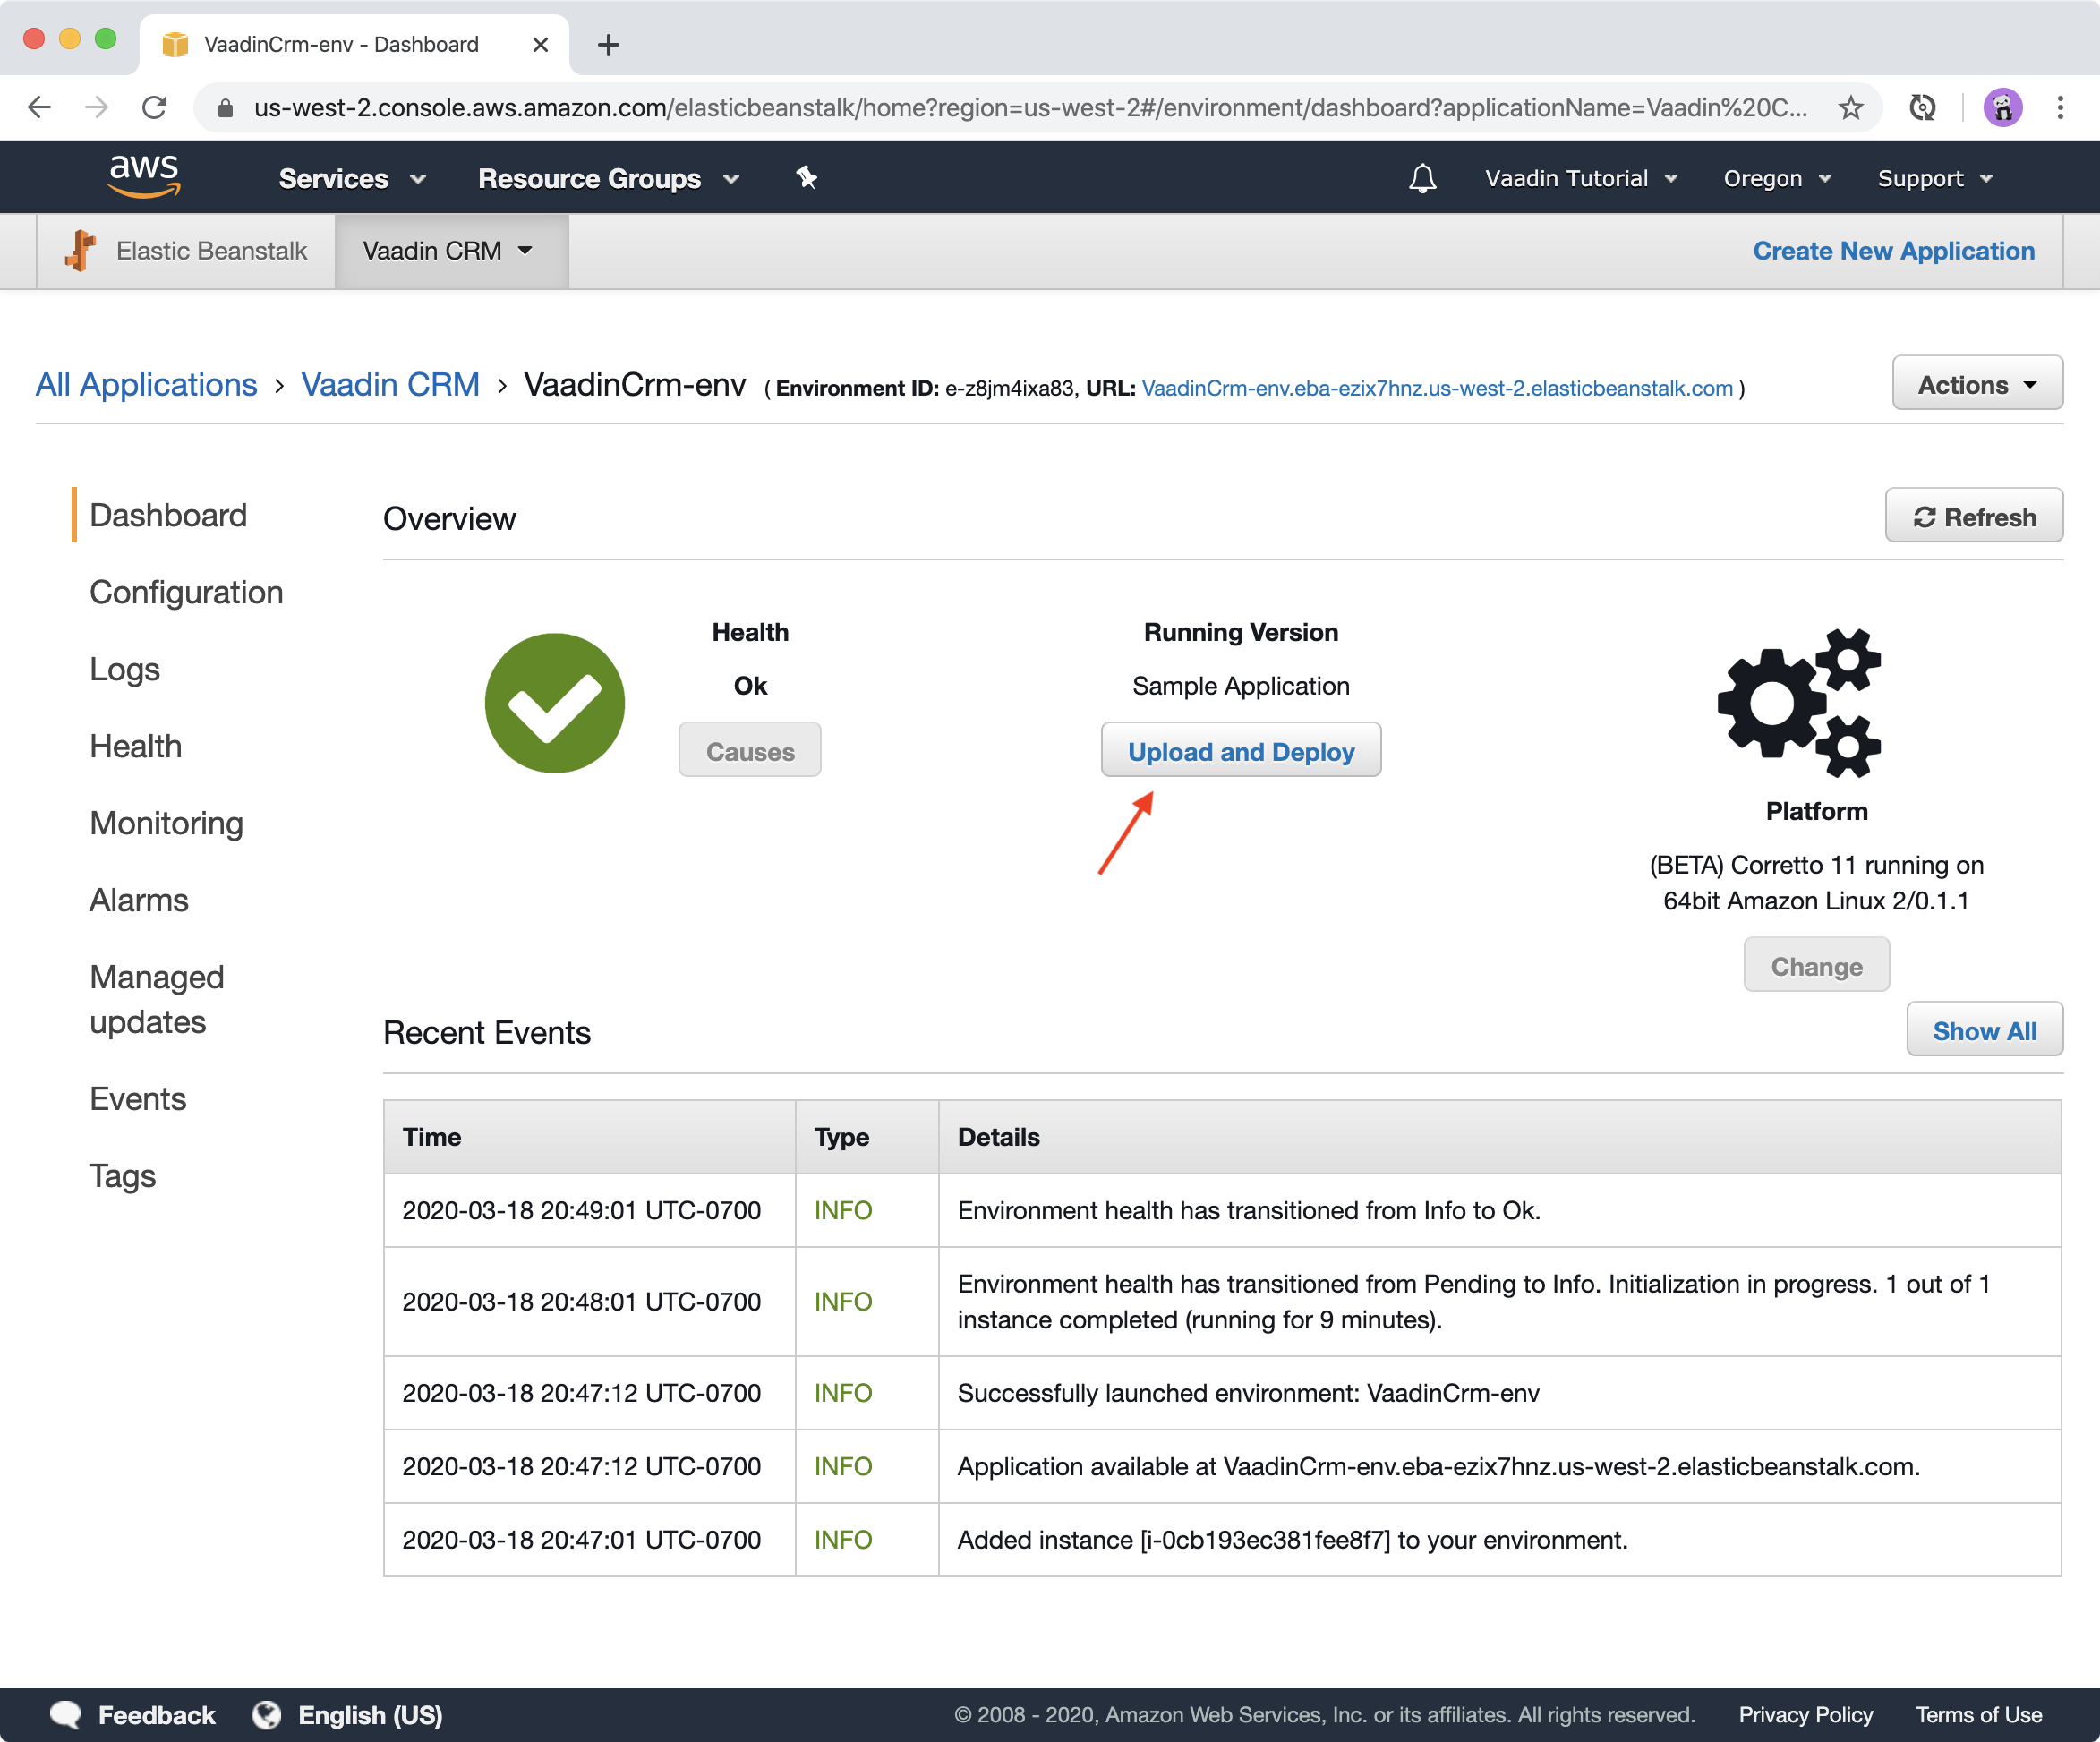 VaadinCrm-env - Dashboard
us-west-2.console.aws.amazon.com/elasticbeanstalk/home?region=us-west-2#/environment/dashboard?applicationName=Vaadin%20C...
aws
Services
Resource Groups
Vaadin Tutorial
Oregon
Support
Elastic Beanstalk
Vaadin CRM
Create New Application
All Applications › Vaadin CRM › VaadinCrm-env ( Environment ID: e-z8jm4ixa83, URL: VaadinCrm-env.eba-ezix7hnz.us-west-2.elasticbeanstalk.com )
Actions
Dashboard
Configuration
Logs
Health
Monitoring
Alarms
Managed
updates
Events
Tags
Overview
Refresh
Health
Ok
Causes
Running Version
Sample Application
Upload and Deploy
Platform
(BETA) Corretto 11 running on
64bit Amazon Linux 2/0.1.1
Change
Recent Events
Show All
Time Type Details
2020-03-18 20:49:01 UTC-0700 INFO Environment health has transitioned from Info to Ok.
2020-03-18 20:48:01 UTC-0700 INFO Environment health has transitioned from Pending to Info. Initialization in progress. 1 out of 1
instance completed (running for 9 minutes).
2020-03-18 20:47:12 UTC-0700 INFO Successfully launched environment: VaadinCrm-env
2020-03-18 20:47:12 UTC-0700 INFO Application available at VaadinCrm-env.eba-ezix7hnz.us-west-2.elasticbeanstalk.com.
2020-03-18 20:47:01 UTC-0700 INFO Added instance [i-0cb193ec381fee8f7] to your environment.
Feedback
English (US)
© 2008 - 2020, Amazon Web Services, Inc. or its affiliates. All rights reserved.
Privacy Policy
Terms of Use